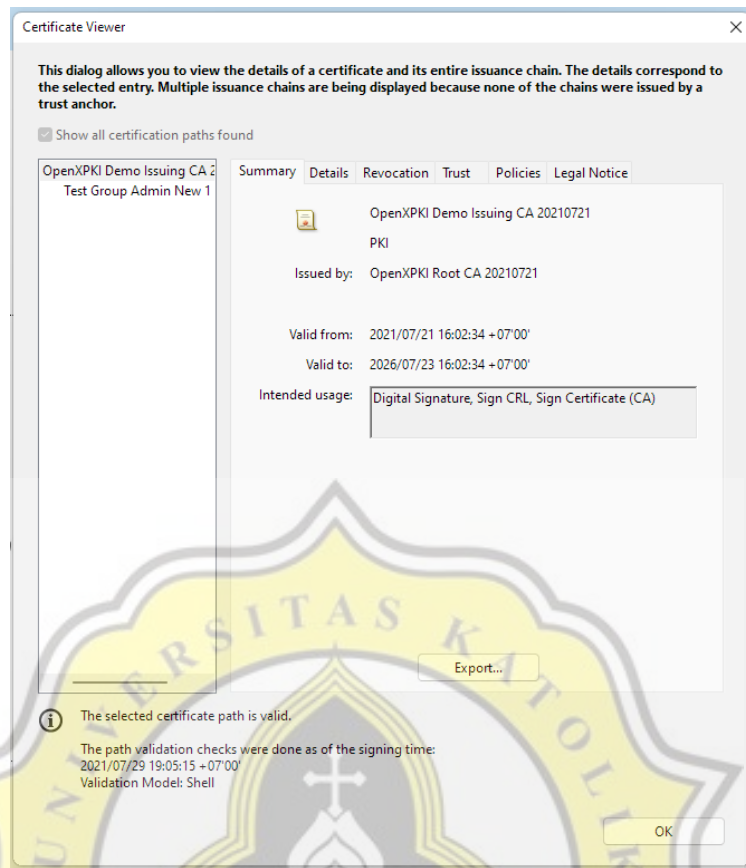 Certificate Viewer
This dialog allows you to view the details of a certificate and its entire issuance chain. The details correspond to
the selected entry. Multiple issuance chains are being displayed because none of the chains were issued by a
trust anchor.
Show all certification paths found
OpenXPKI Demo Issuing CA 2
Test Group Admin New 1
Summary Details Revocation Trust Policies Legal Notice
OpenXPKI Demo Issuing CA 20210721
PKI
Issued by: OpenXPKI Root CA 20210721
Valid from: 2021/07/21 16:02:34 +07'00'
Valid to: 2026/07/23 16:02:34 +07'00'
Intended usage: Digital Signature, Sign CRL, Sign Certificate (CA)
Export...
The selected certificate path is valid.
The path validation checks were done as of the signing time:
2021/07/29 19:05:15 +07'00'
Validation Model: Shell
OK
UNIVERSITAS KATOLIK